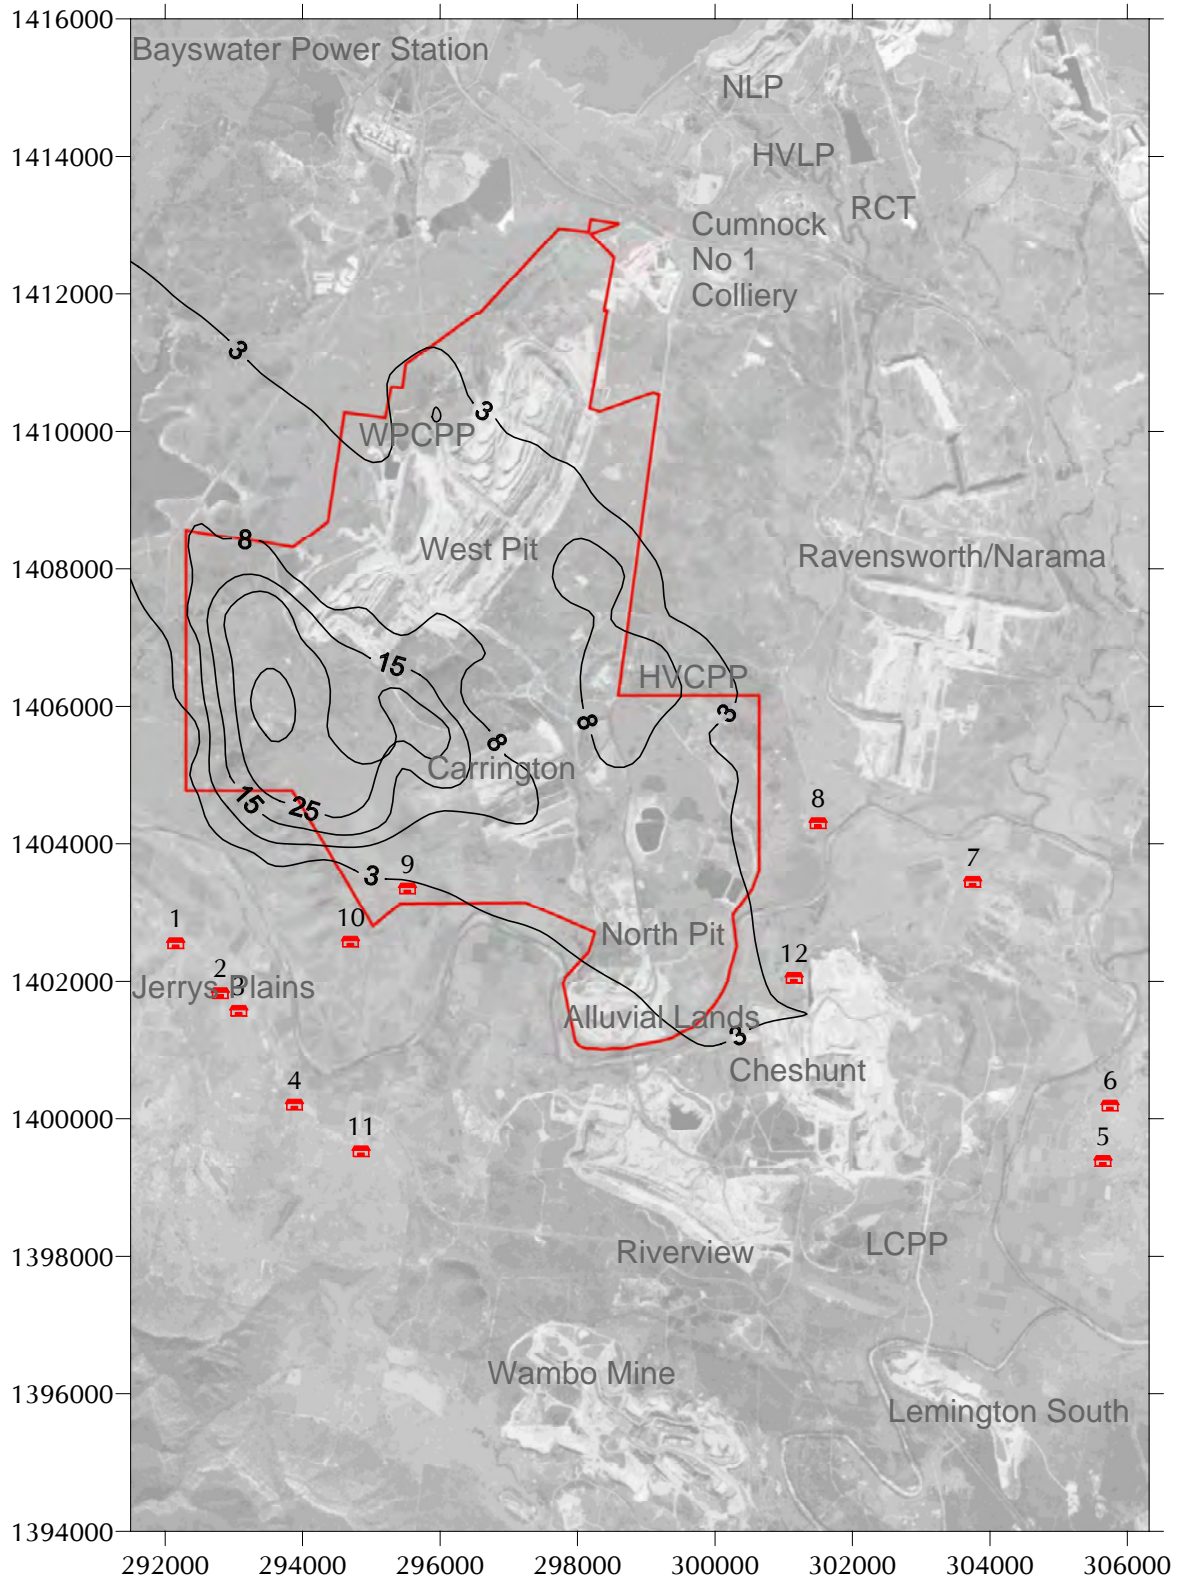 1416000
Bayswater Power Station
NLP
1414000
HVLP
RCT
Cumnock
No 1
Colliery
1412000
3
3
1410000
WPCPP
8
West Pit
1408000
Ravensworth/Narama
15
HVCPP
1406000
3
8
8
Carrington
15
25
8
1404000
3
9
7
1
10
North Pit
12
1402000
2
Jerrys Plains
3
Alluvial Lands
3
Cheshunt
4
6
1400000
11
5
1398000
Riverview
LCPP
Wambo Mine
1396000
Lemington South
1394000
292000 294000 296000 298000 300000 302000 304000 306000